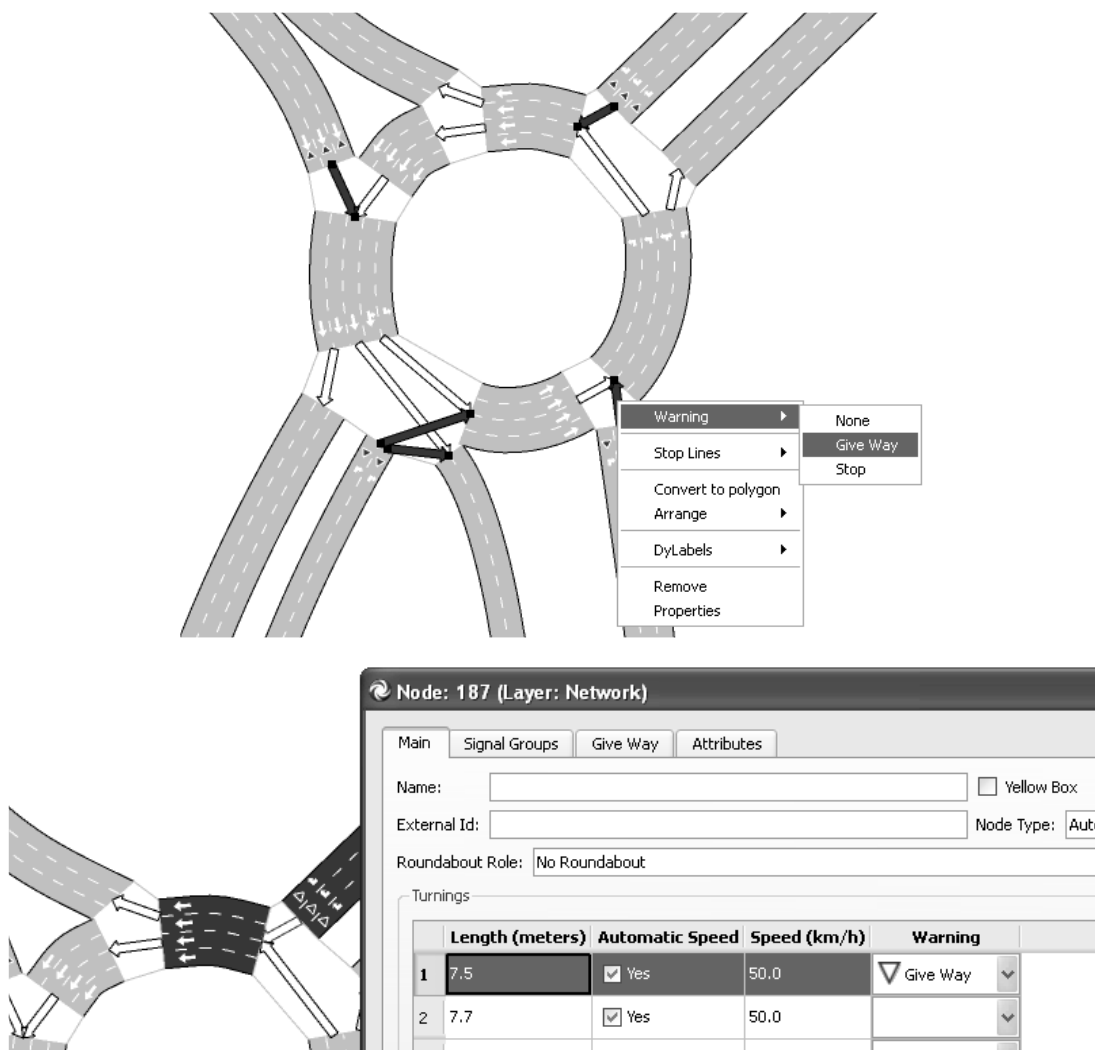 Warning
None
Give Way
Stop
Stop Lines
Convert to polygon
Arrange
DyLabels
Remove
Properties
Node: 187 (Layer: Network)
Main Signal Groups Give Way Attributes
Name: Yellow Box
External Id: Node Type: Aut
Roundabout Role: No Roundabout
Turnings
Length (meters) Automatic Speed Speed (km/h) Warning
1 7.5 Yes 50.0 Give Way
2 7.7 Yes 50.0